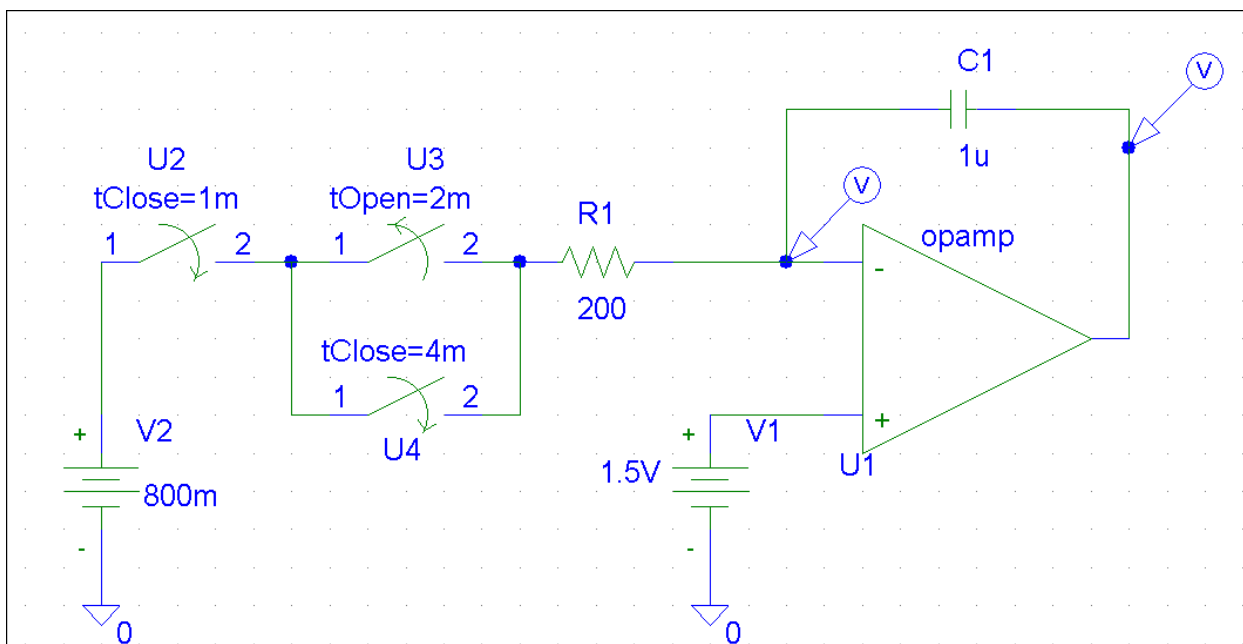 C1
V
1u
U2
U3
tClose=1m
tOpen=2m
V
R1
opamp
1
2
1
2
-
200
tClose=4m
1
2
+
U4
+
V2
+
V1
U1
800m
1.5V
-
-
0
0